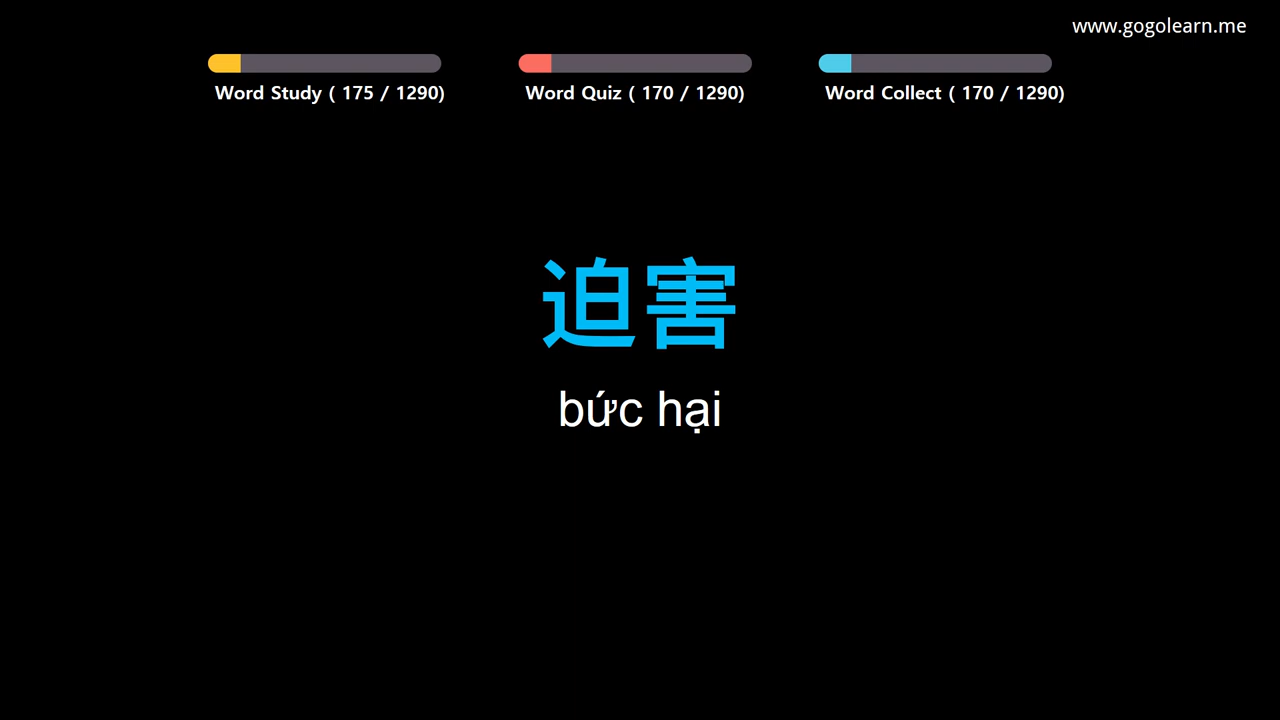 www.gogolearn.me
Word Study ( 175 / 1290)
Word Quiz ( 170 / 1290)
Word Collect ( 170 / 1290)
迫害
bức hại